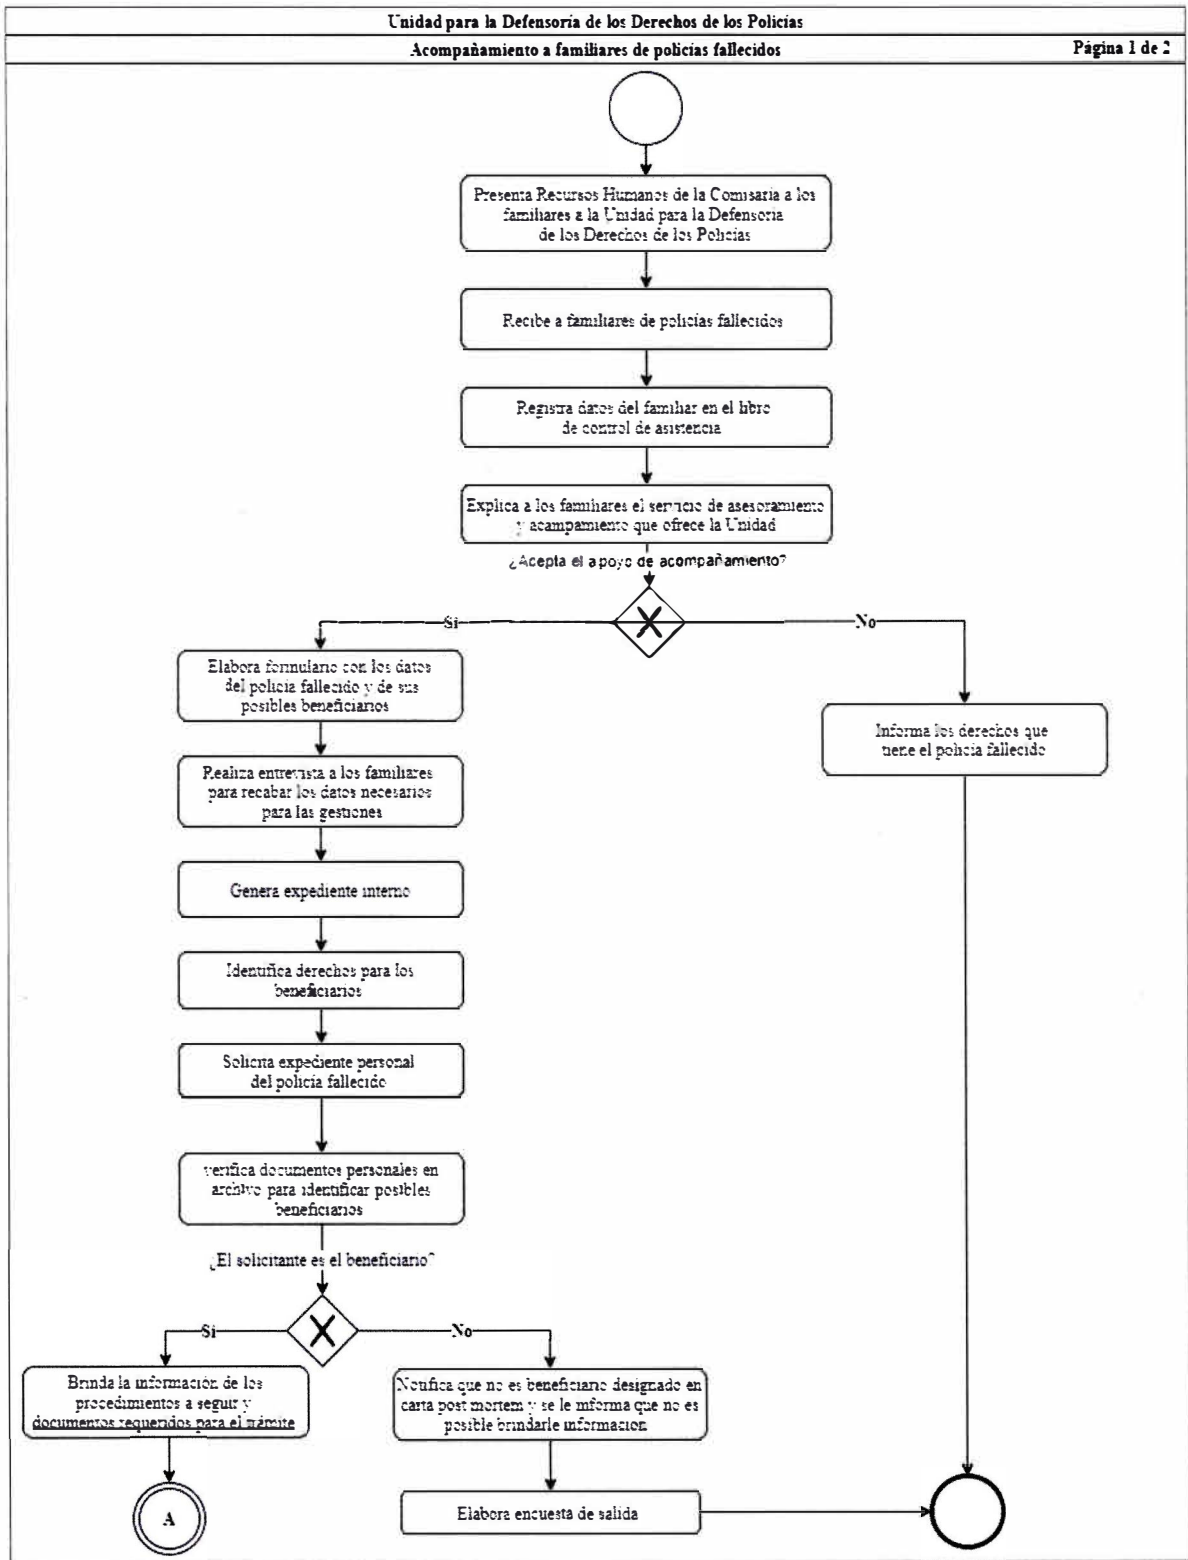 Unidad para la Defensoría de los Derechos de los Policías
Acompañamiento a familiares de policías fallecidos
Página 1 de 2
Presenta Recursos Humanos de la Comisaría a los
familiares a la Unidad para la Defensoría
de los Derechos de los Policías
Recibe a familiares de policías fallecidos
Registra datos del familiar en el libro
de control de asistencia
Explica a los familiares el servicio de asesoramiento
y acampamiento que ofrece la Unidad
¿Acepta el apoyo de acompañamiento?
Si
No
Elabora formulario con los datos
del policía fallecido y de sus
posibles beneficiarios
Informa los derechos que
tiene el policía fallecido
Realiza entrevista a los familiares
para recabar los datos necesarios
para las gestiones
Genera expediente interno
Identifica derechos para los
beneficiarios
Solicita expediente personal
del policía fallecido
verifica documentos personales en
archivo para identificar posibles
beneficiarios
¿El solicitante es el beneficiario?
Si
No
Brinda la información de los
procedimientos a seguir y
documentos requeridos para el trámite
Notifica que no es beneficiario designado en
carta post mortem y se le informa que no es
posible brindarle información
A
Elabora encuesta de salida